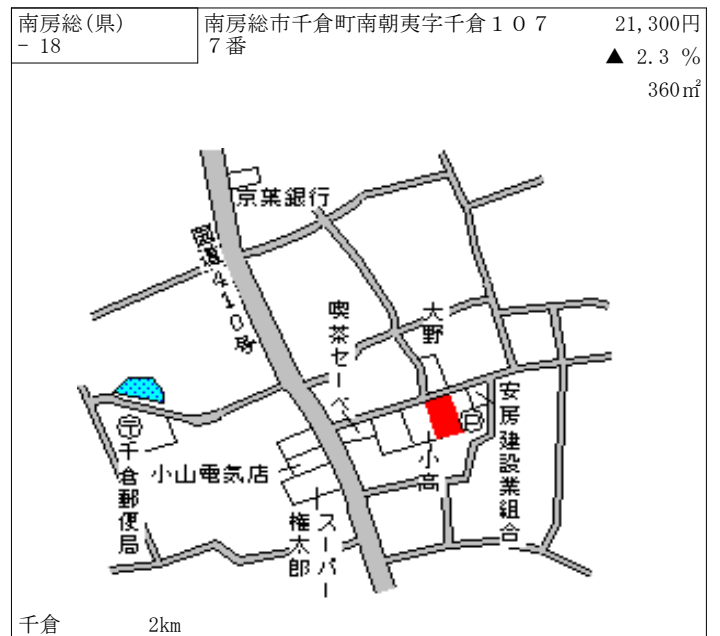 南房総(県)
- 18
南房総市千倉町南朝夷字千倉１０７
７番
21,300円
▲ 2.3 %
360㎡
京葉銀行
国道410号
喫茶セーベ
大野
安房建設業組合
小高
千倉郵便局
小山電気店
スーパー
権太郎
千倉 2km